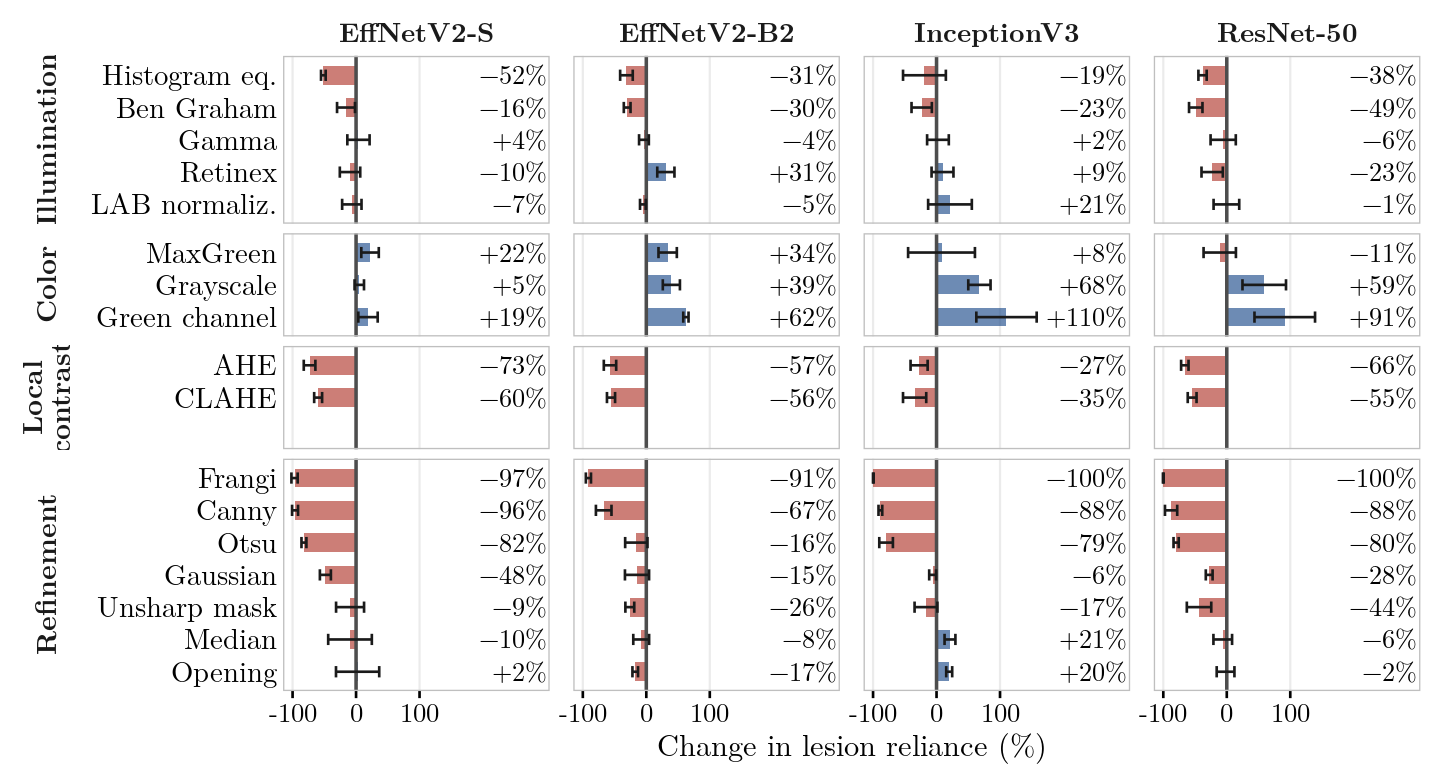 EffNetV2-S EffNetV2-B2 InceptionV3 ResNet-50
Illumination
Histogram eq. −52% −31% −19% −38%
Ben Graham −16% −30% −23% −49%
Gamma +4% −4% +2% −6%
Retinex −10% +31% +9% −23%
LAB normaliz. −7% −5% +21% −1%
Color
MaxGreen +22% +34% +8% −11%
Grayscale +5% +39% +68% +59%
Green channel +19% +62% +110% +91%
Local
contrast
AHE −73% −57% −27% −66%
CLAHE −60% −56% −35% −55%
Refinement
Frangi −97% −91% −100% −100%
Canny −96% −67% −88% −88%
Otsu −82% −16% −79% −80%
Gaussian −48% −15% −6% −28%
Unsharp mask −9% −26% −17% −44%
Median −10% −8% +21% −6%
Opening +2% −17% +20% −2%
-100 0 100 -100 0 100 -100 0 100 -100 0 100
Change in lesion reliance (%)